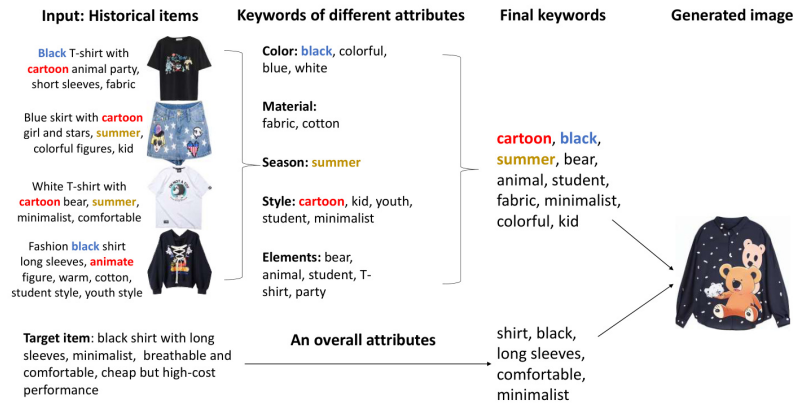 Input: Historical items
Keywords of different attributes
Final keywords
Generated image
Black T-shirt with
cartoon animal party,
short sleeves, fabric
Blue skirt with cartoon
girl and stars, summer,
colorful figures, kid
White T-shirt with
cartoon bear, summer,
minimalist, comfortable
Fashion black shirt
long sleeves, animate
figure, warm, cotton,
student style, youth style
Color: black, colorful,
blue, white
Material:
fabric, cotton
Season: summer
Style: cartoon, kid, youth,
student, minimalist
Elements: bear,
animal, student, T-
shirt, party
cartoon, black,
summer, bear,
animal, student,
fabric, minimalist,
colorful, kid
Target item: black shirt with long
sleeves, minimalist, breathable and
comfortable, cheap but high-cost
performance
An overall attributes
shirt, black,
long sleeves,
comfortable,
minimalist